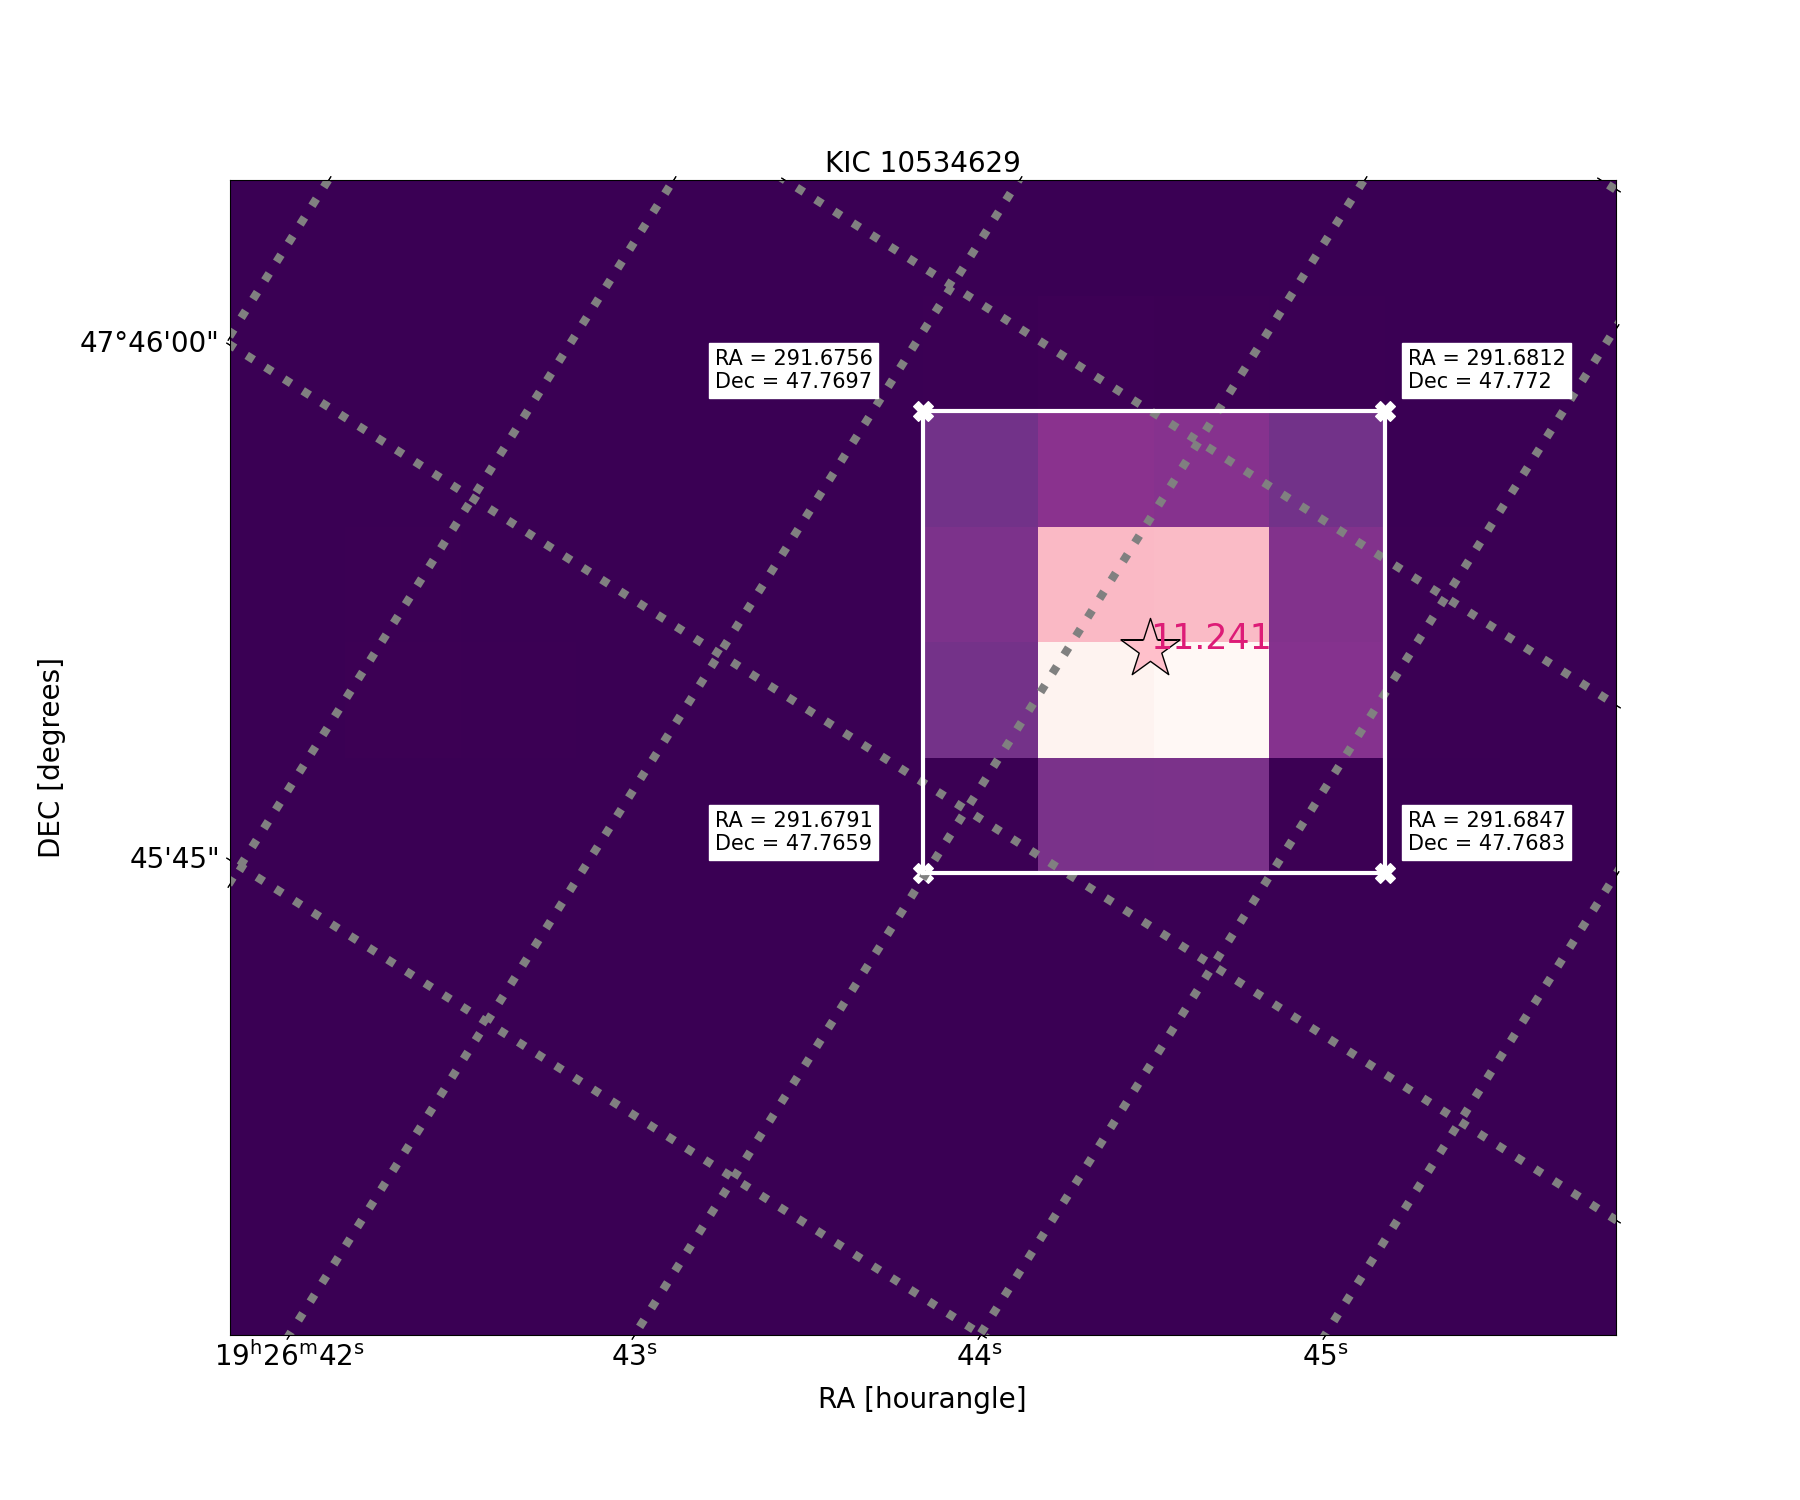 KIC 10534629
47°46'00"
RA = 291.6756
Dec = 47.7697
RA = 291.6812
Dec = 47.772
11.241
DEC [degrees]
45'45"
RA = 291.6791
Dec = 47.7659
RA = 291.6847
Dec = 47.7683
19ʰ26ᵐ42ˢ 43ˢ 44ˢ 45ˢ
RA [hourangle]